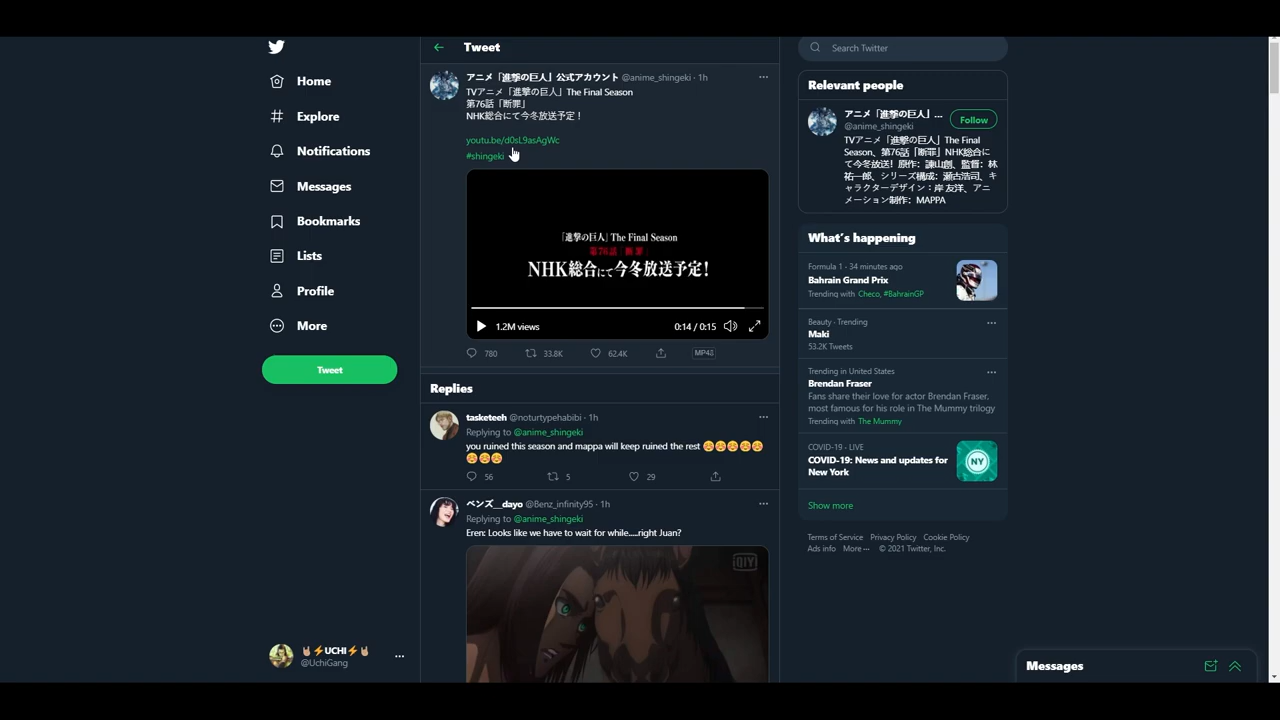 Home
Explore
Notifications
Messages
Bookmarks
Lists
Profile
More
Tweet
🤘🏼⚡UCHI⚡🤘🏼
@UchiGang
Tweet
アニメ「進撃の巨人」公式アカウント @anime_shingeki · 1h
TVアニメ「進撃の巨人」The Final Season
第76話「断罪」
NHK総合にて今冬放送予定！
youtu.be/d0sL9asAgWc
#shingeki
「進撃の巨人」The Final Season
第76話「断罪」
NHK総合にて今冬放送予定!
1.2M views
0:14 / 0:15
780 33.8K 62.4K
Replies
tasketeeh @noturtypehabibi · 1h
Replying to @anime_shingeki
you ruined this season and mappa will keep ruined the rest
56 5 29
ベンズ__dayo @Benz_infinity95 · 1h
Replying to @anime_shingeki
Eren: Looks like we have to wait for while.....right Juan?
QIY
Search Twitter
Relevant people
アニメ「進撃の巨人」...
@anime_shingeki
Follow
TVアニメ「進撃の巨人」The Final
Season、第76話「断罪」NHK総合に
て今冬放送！原作：諫山創、監督：林
祐一郎、シリーズ構成：瀬古浩司、キ
ャラクターデザイン：岸 友洋、アニ
メーション制作：MAPPA
What's happening
Formula 1 · 34 minutes ago
Bahrain Grand Prix
Trending with Checo, #BahrainGP
Beauty · Trending
Maki
53.2K Tweets
Trending in United States
Brendan Fraser
Fans share their love for actor Brendan Fraser,
most famous for his role in The Mummy trilogy
Trending with The Mummy
COVID-19 · LIVE
COVID-19: News and updates for
New York
NY
Show more
Terms of Service Privacy Policy Cookie Policy
Ads info More ··· © 2021 Twitter, Inc.
Messages